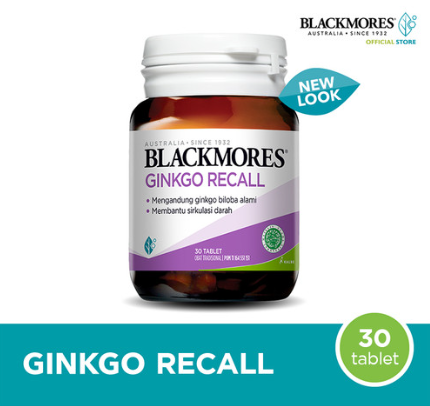 BLACKMORES®
AUSTRALIA • SINCE 1932
OFFICIAL STORE
NEW
LOOK
AUSTRALIA • SINCE 1932
BLACKMORES®
GINKGO RECALL
• Mengandung ginkgo biloba alami
• Membantu sirkulasi darah
30 TABLET
GINKGO RECALL
30
tablet